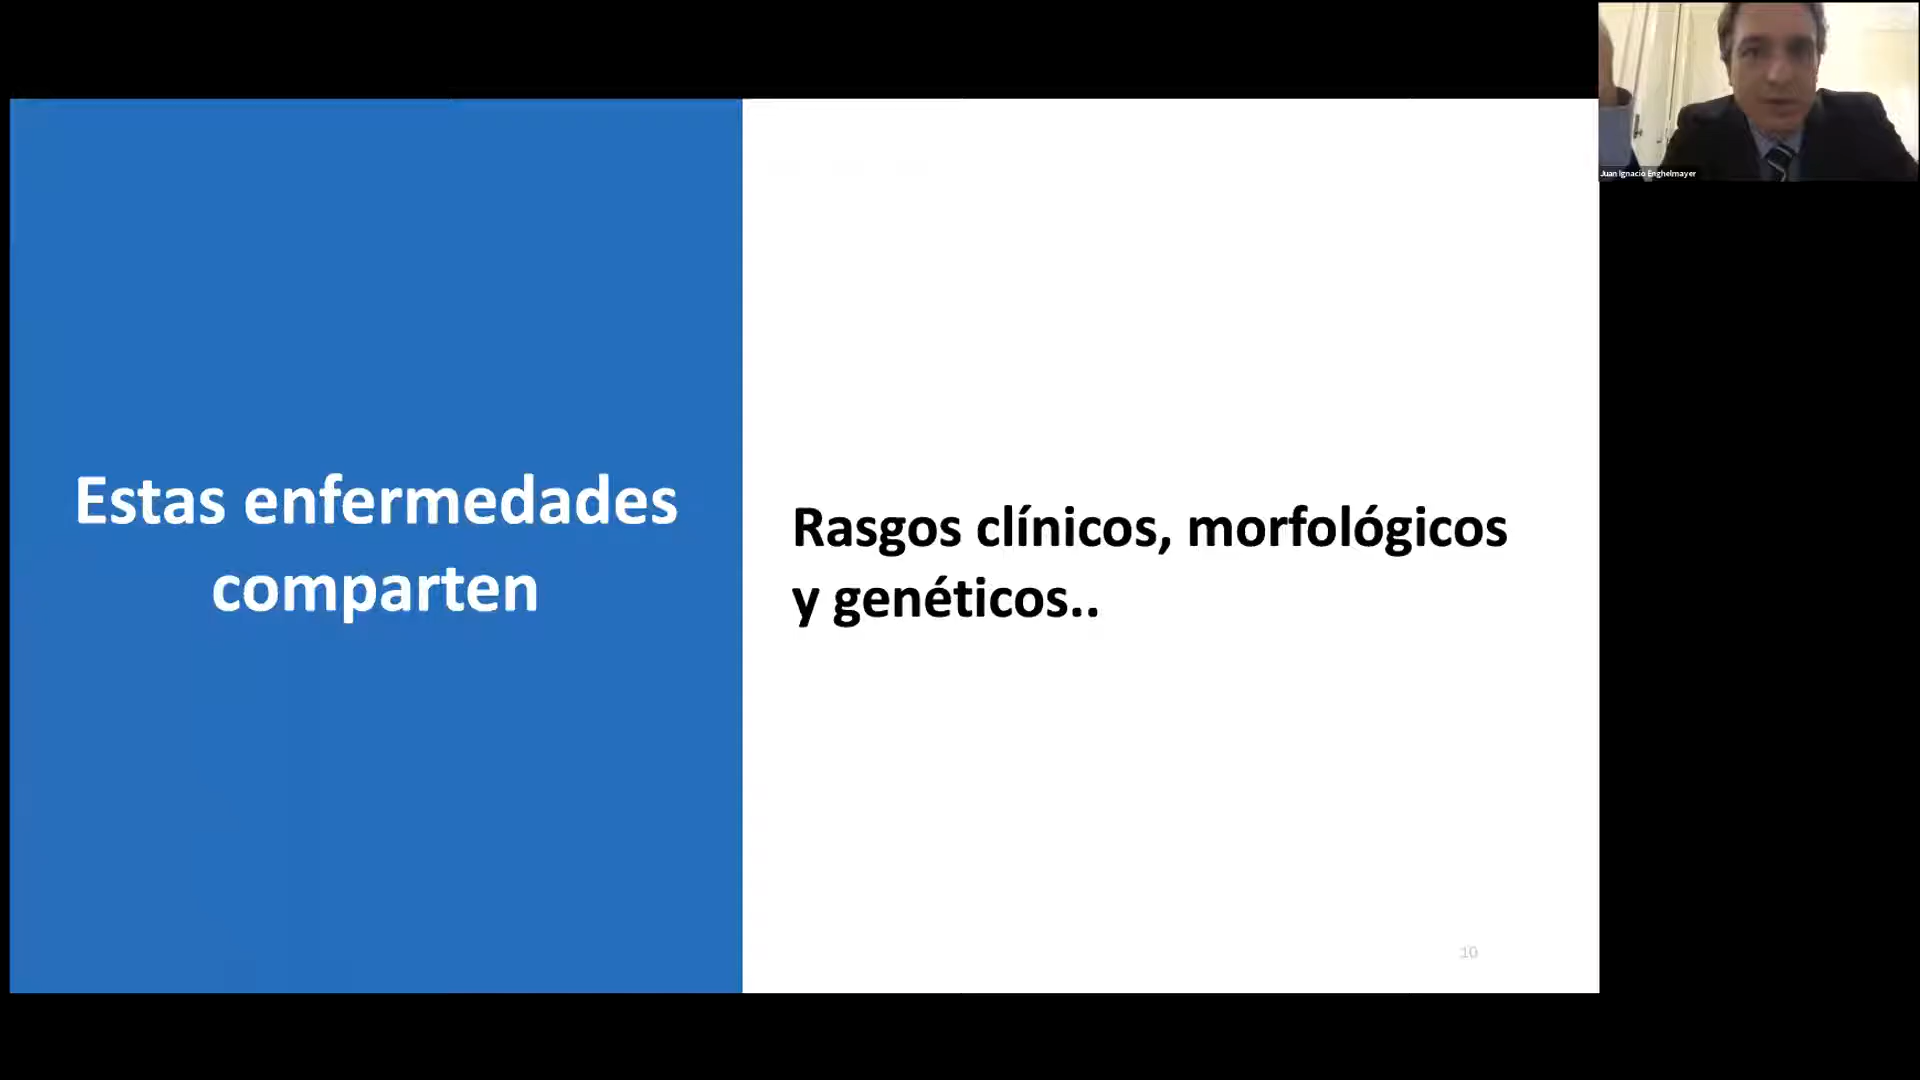 Juan Ignacio Enghelmayer
Estas enfermedades
comparten
Rasgos clínicos, morfológicos
y genéticos..
10